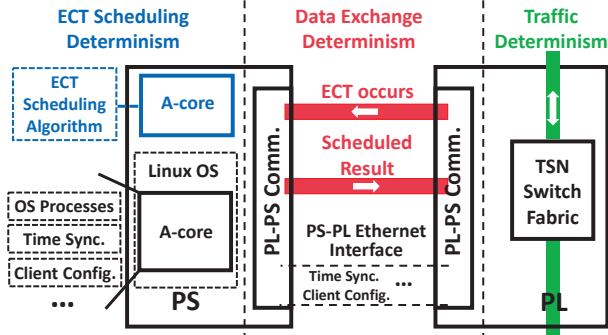 ECT Scheduling
Determinism
Data Exchange
Determinism
Traffic
Determinism
ECT
Scheduling
Algorithm
A-core
Linux OS
A-core
OS Processes
Time Sync.
Client Config.
...
PS
PL-PS Comm.
ECT occurs
Scheduled
Result
PS-PL Ethernet
Interface
Time Sync.
Client Config.
...
PL-PS Comm.
TSN
Switch
Fabric
PL